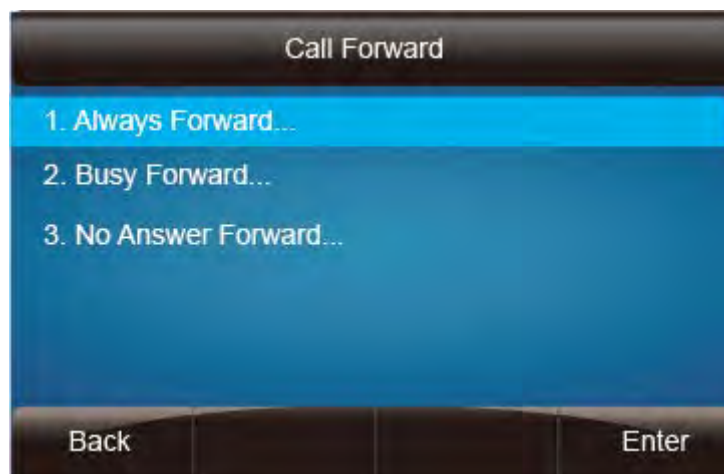 Call Forward
1. Always Forward...
2. Busy Forward...
3. No Answer Forward...
Back Enter